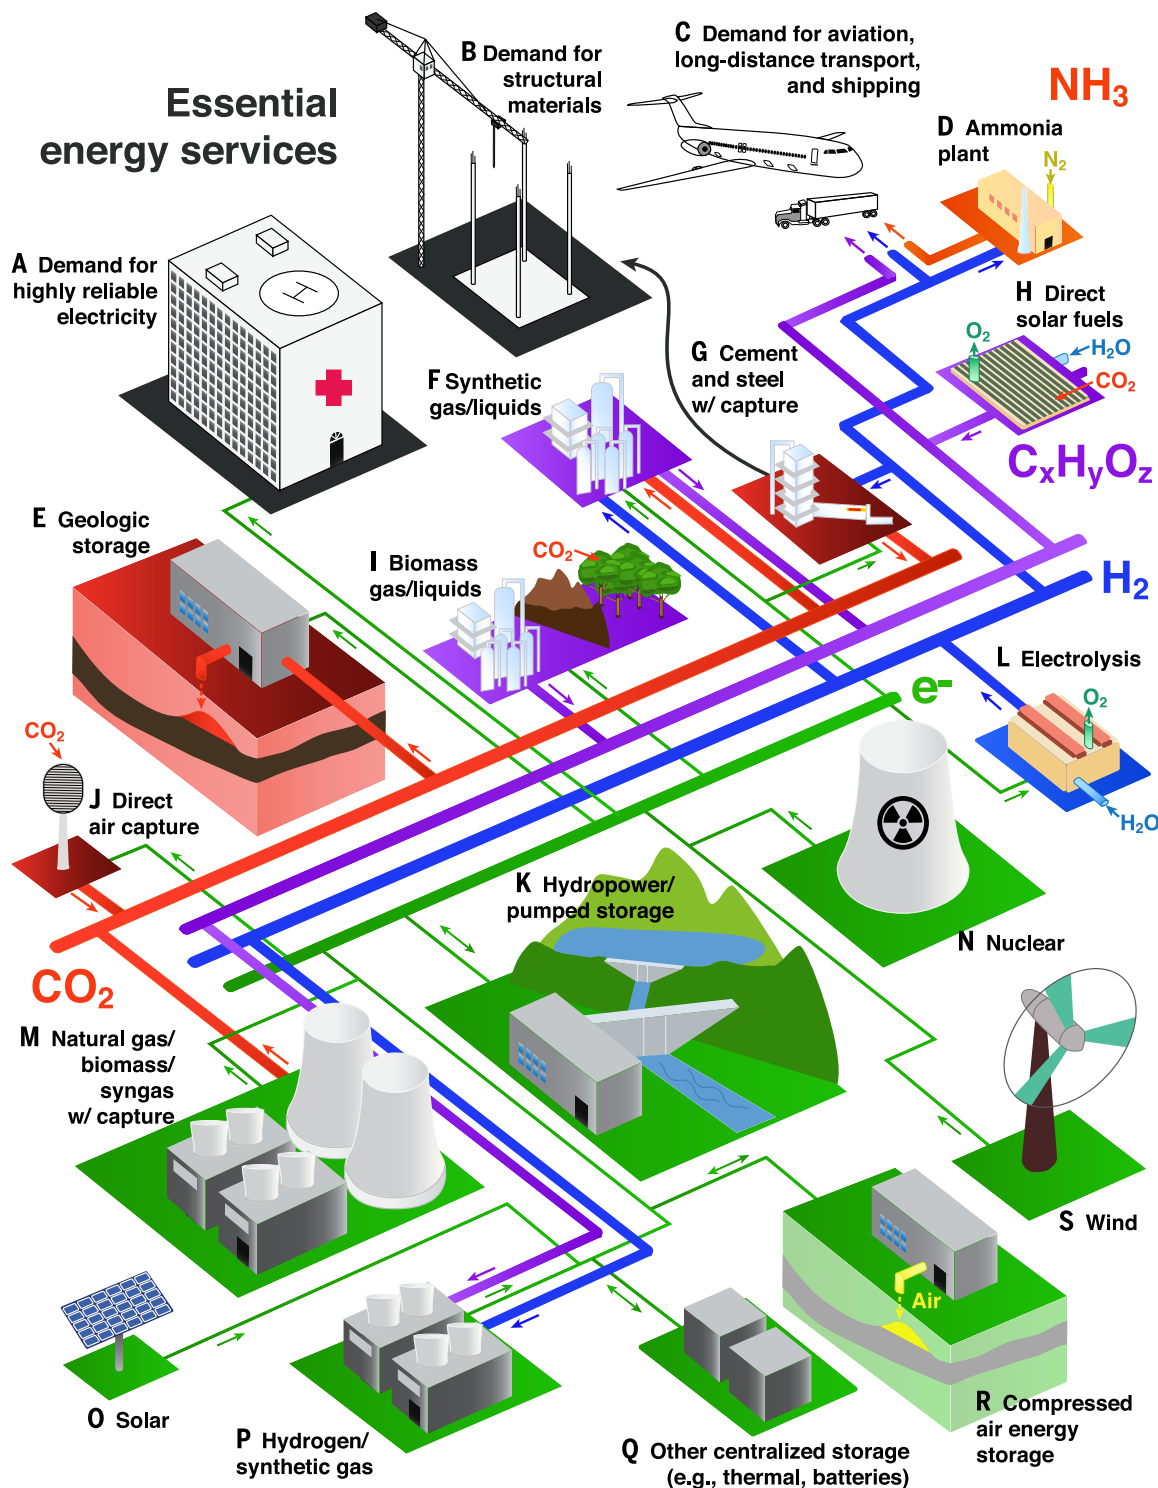 Essential
energy services
A Demand for
highly reliable
electricity
B Demand for
structural
materials
C Demand for aviation,
long-distance transport,
and shipping
NH3
D Ammonia
plant
N2
H Direct
solar fuels
O2
H2O
CO2
CxHyOz
G Cement
and steel
w/ capture
F Synthetic
gas/liquids
E Geologic
storage
I Biomass
gas/liquids
CO2
H2
L Electrolysis
O2
H2O
e-
CO2
J Direct
air capture
K Hydropower/
pumped storage
N Nuclear
CO2
M Natural gas/
biomass/
syngas
w/ capture
H
S Wind
Air
O Solar
P Hydrogen/
synthetic gas
Q Other centralized storage
(e.g., thermal, batteries)
R Compressed
air energy
storage